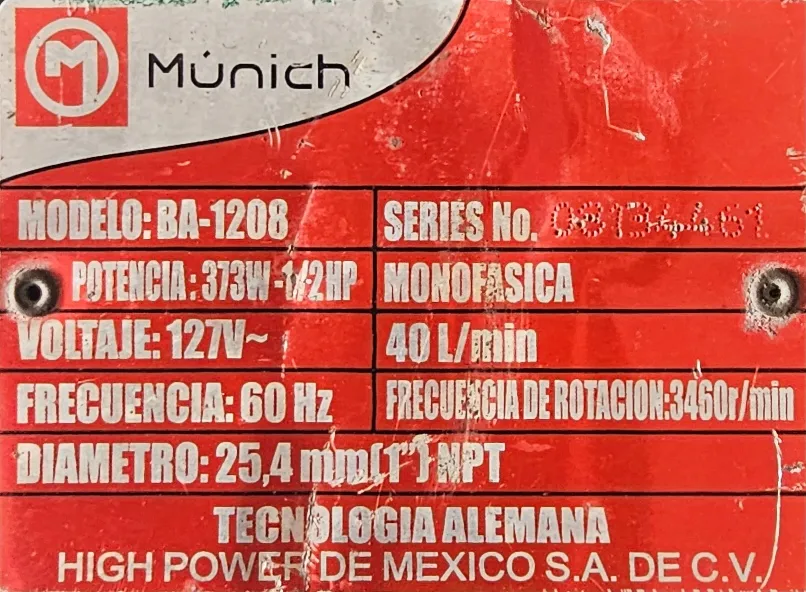 M Múnich
MODELO: BA-1208
SERIES No. 08134461
POTENCIA: 373W -1/2HP
MONOFASICA
VOLTAJE: 127V~
40 L/min
FRECUENCIA: 60 Hz
FRECUENCIA DE ROTACION:3460r/min
DIAMETRO: 25,4 mm(1") NPT
TECNOLOGIA ALEMANA
HIGH POWER DE MEXICO S.A. DE C.V.